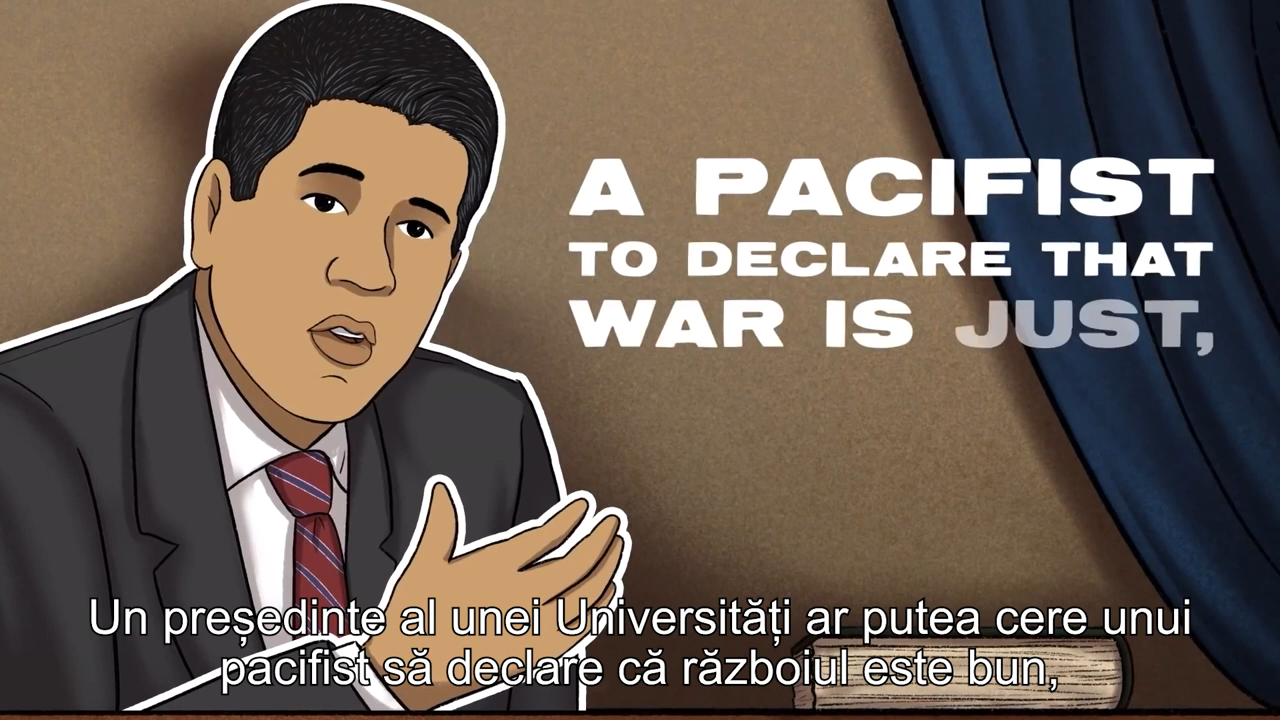 A PACIFIST
TO DECLARE THAT
WAR IS JUST,
Un președinte al unei Universități ar putea cere unui
pacifist să declare că războiul este bun,